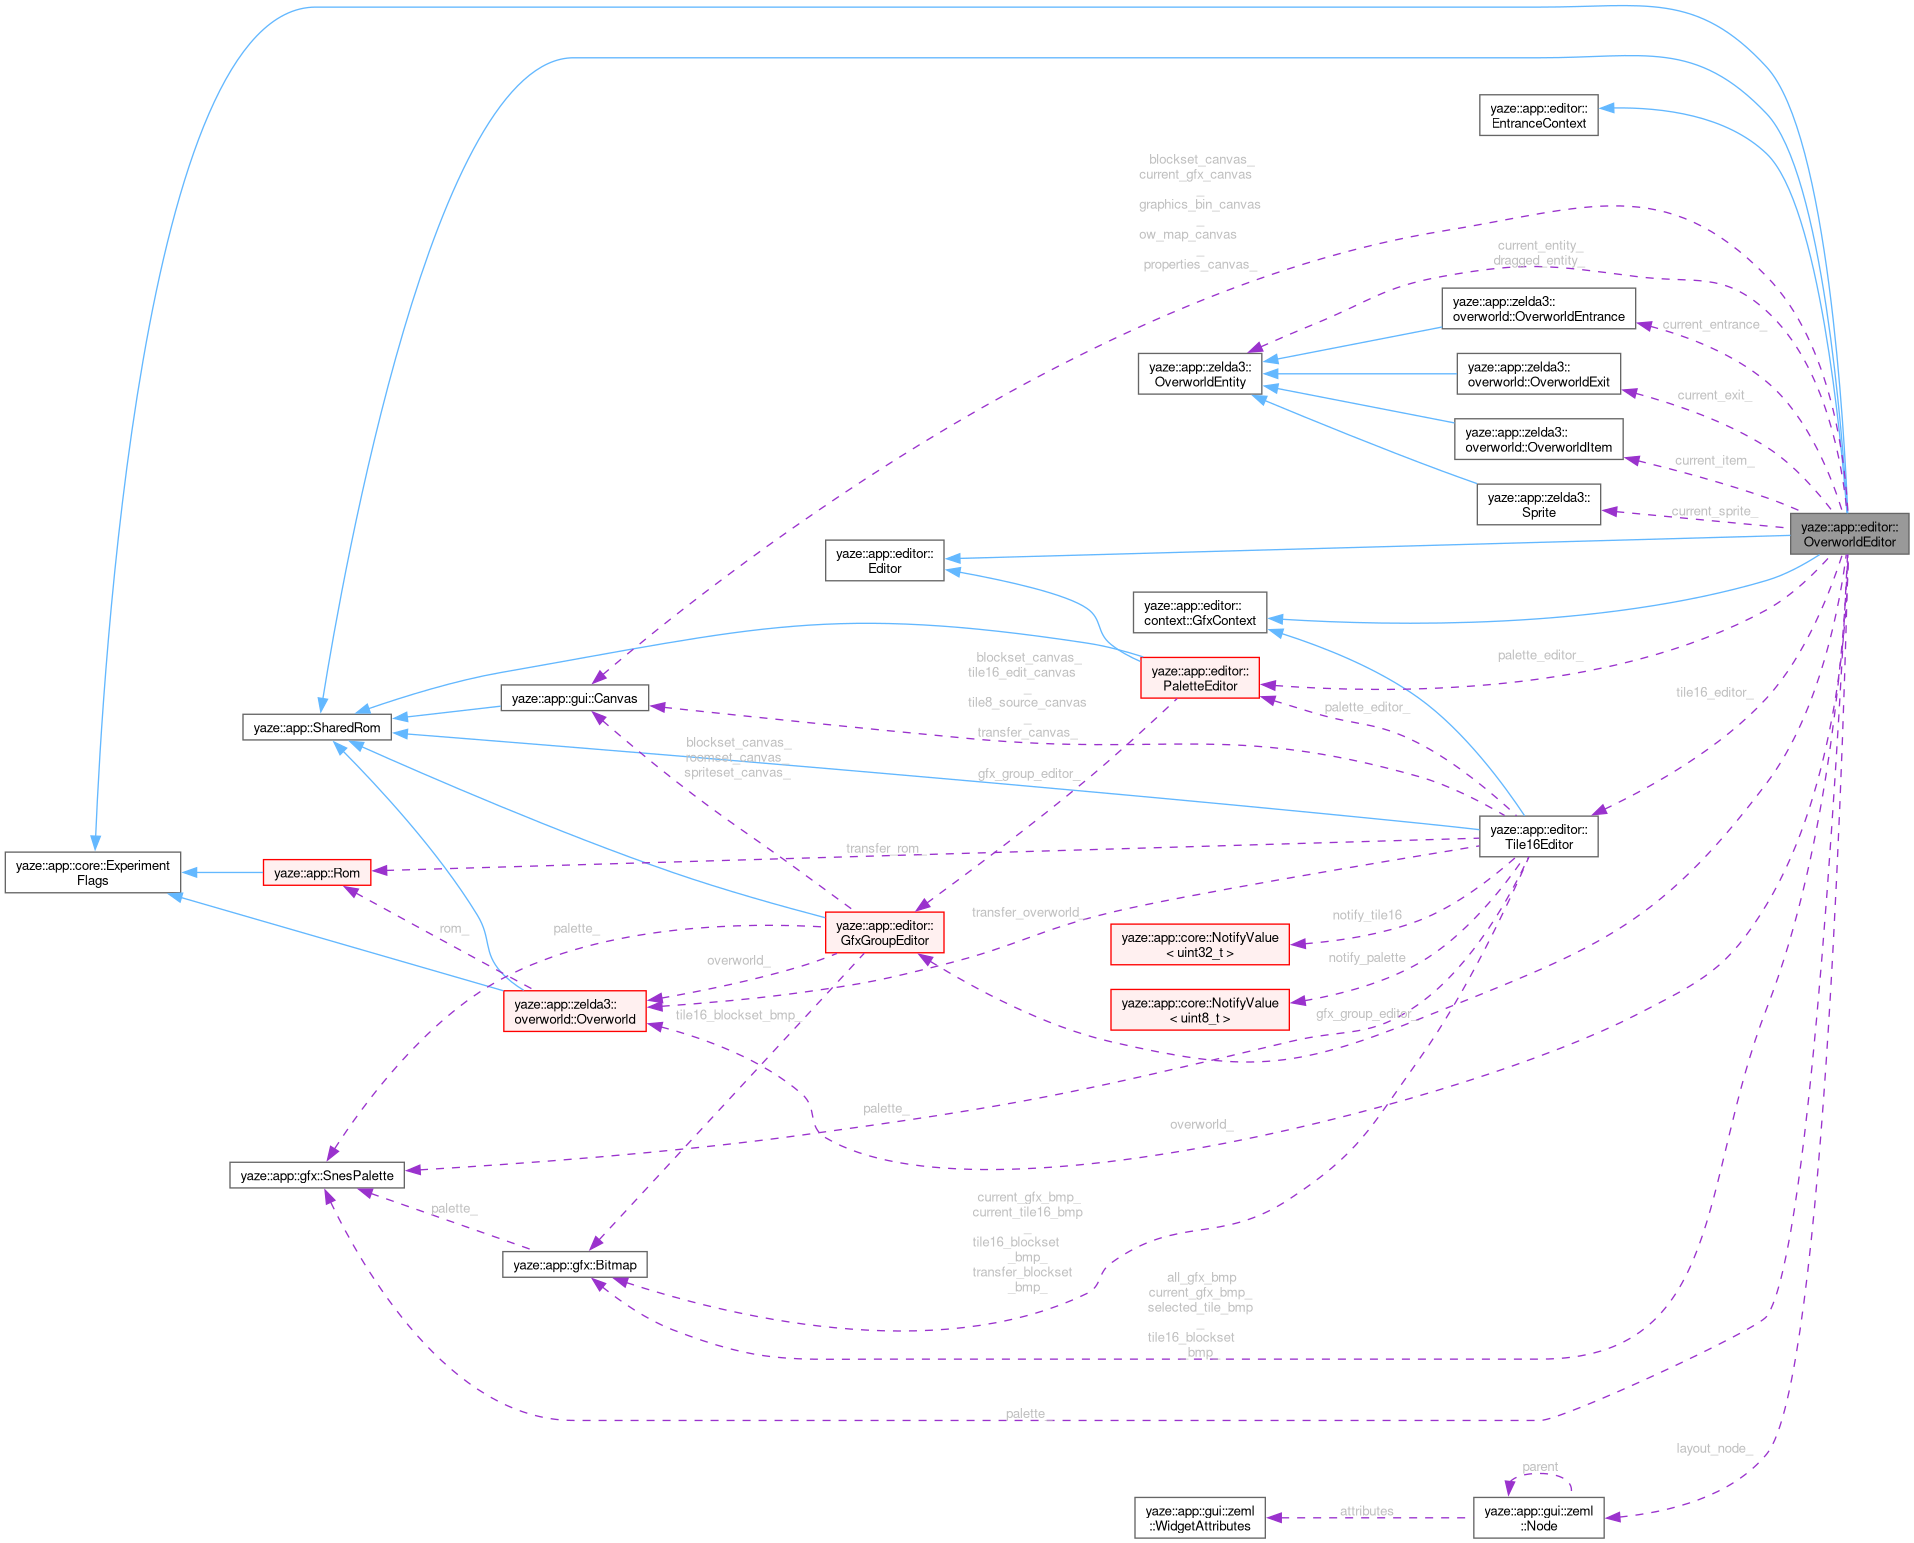 yaze::app::editor::
EntranceContext
blockset_canvas_
current_gfx_canvas
_
graphics_bin_canvas
_
ow_map_canvas
_
properties_canvas_
current_entity_
dragged_entity_
yaze::app::zelda3::
overworld::OverworldEntrance
current_entrance_
yaze::app::zelda3::
OverworldEntity
yaze::app::zelda3::
overworld::OverworldExit
current_exit_
yaze::app::zelda3::
overworld::OverworldItem
current_item_
yaze::app::zelda3::
Sprite
current_sprite_
yaze::app::editor::
OverworldEditor
yaze::app::editor::
Editor
yaze::app::editor::
context::GfxContext
blockset_canvas_
tile16_edit_canvas
_
tile8_source_canvas
_
transfer_canvas_
yaze::app::editor::
PaletteEditor
palette_editor_
palette_editor_
tile16_editor_
yaze::app::gui::Canvas
yaze::app::SharedRom
blockset_canvas_
roomset_canvas_
spriteset_canvas_
gfx_group_editor_
yaze::app::editor::
Tile16Editor
transfer_rom
yaze::app::core::Experiment
Flags
yaze::app::Rom
rom_
palette_
yaze::app::editor::
GfxGroupEditor
transfer_overworld
notify_tile16
yaze::app::core::NotifyValue
< uint32_t >
notify_palette
overworld_
yaze::app::zelda3::
overworld::Overworld
tile16_blockset_bmp_
yaze::app::core::NotifyValue
< uint8_t >
gfx_group_editor_
palette_
overworld_
yaze::app::gfx::SnesPalette
palette_
yaze::app::gfx::Bitmap
current_gfx_bmp_
current_tile16_bmp
_
tile16_blockset
_bmp_
transfer_blockset
_bmp_
all_gfx_bmp
current_gfx_bmp_
selected_tile_bmp
_
tile16_blockset
_bmp_
palette_
layout_node_
parent
yaze::app::gui::zeml
::WidgetAttributes
attributes
yaze::app::gui::zeml
::Node